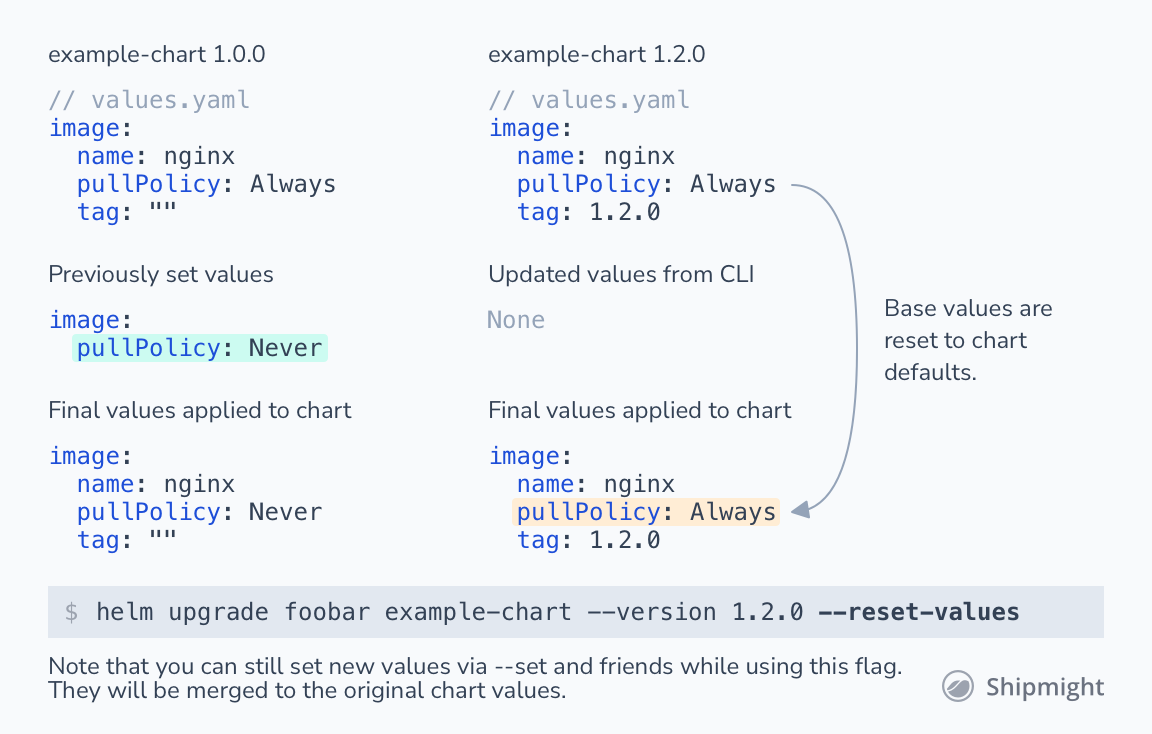 example-chart 1.0.0
// values.yaml
image:
  name: nginx
  pullPolicy: Always
  tag: ""
Previously set values
image:
  pullPolicy: Never
Final values applied to chart
image:
  name: nginx
  pullPolicy: Never
  tag: ""
example-chart 1.2.0
// values.yaml
image:
  name: nginx
  pullPolicy: Always
  tag: 1.2.0
Updated values from CLI
None
Final values applied to chart
image:
  name: nginx
  pullPolicy: Always
  tag: 1.2.0
Base values are
reset to chart
defaults.
$ helm upgrade foobar example-chart --version 1.2.0 --reset-values
Note that you can still set new values via --set and friends while using this flag.
They will be merged to the original chart values.
Shipmight